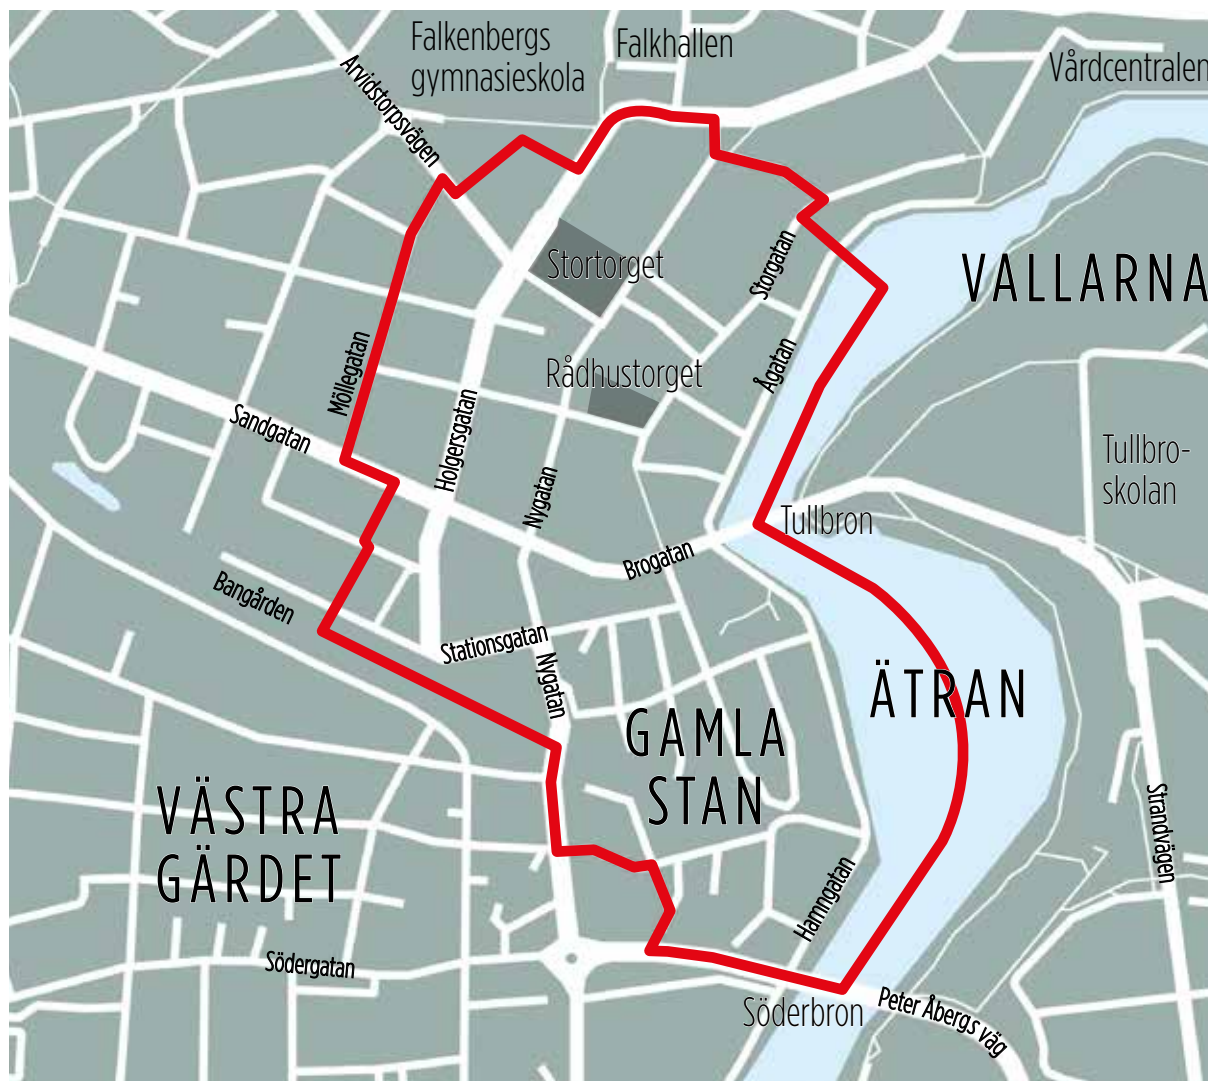 Falkenbergs
gymnasieskola
Falkhallen
Vårdcentralen
Arvidstorpsvägen
Stortorget
Storgatan
VALLARNA
Möllegatan
Rådhustorget
Ågatan
Sandgatan
Holgersgatan
Nygatan
Tullbro-
skolan
Tullbron
Brogatan
Bangården
Stationsgatan
Nygatan
ÄTRAN
GAMLA
STAN
VÄSTRA
GÄRDET
Strandvägen
Hamngatan
Södergatan
Söderbron
Peter Åbergs väg